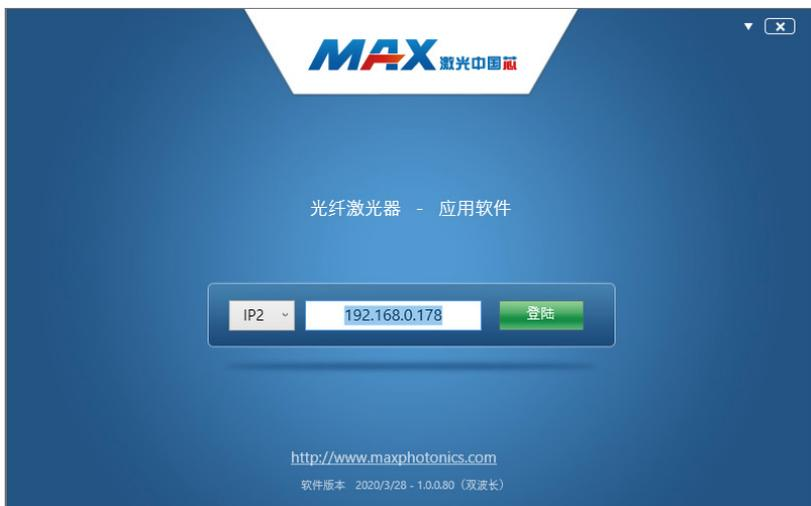 MAX 激光中国芯
光纤激光器 - 应用软件
IP2 192.168.0.178 登陆
http://www.maxphotonics.com
软件版本 2020/3/28 - 1.0.0.80（双波长）